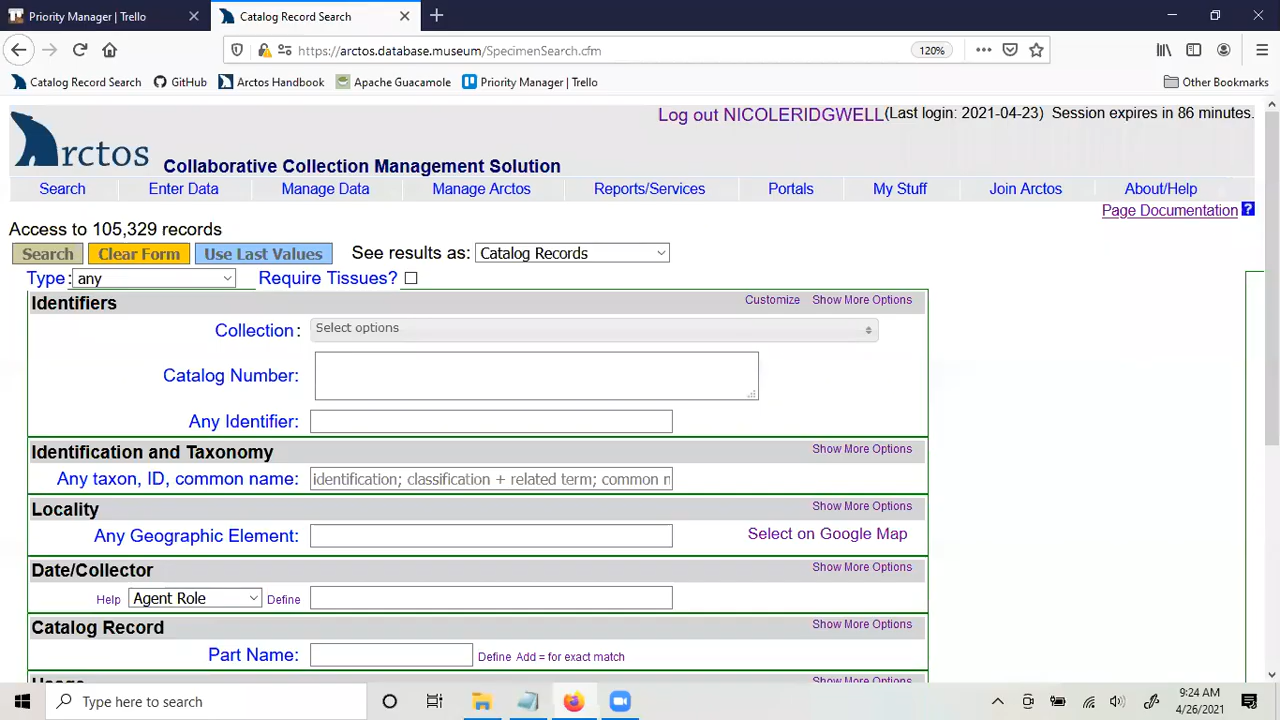 Priority Manager | Trello
Catalog Record Search
https://arctos.database.museum/SpecimenSearch.cfm
120%
Catalog Record Search
GitHub
Arctos Handbook
Apache Guacamole
Priority Manager | Trello
Other Bookmarks
Log out NICOLERIDGWELL(Last login: 2021-04-23) Session expires in 86 minutes.
Arctos Collaborative Collection Management Solution
Search
Enter Data
Manage Data
Manage Arctos
Reports/Services
Portals
My Stuff
Join Arctos
About/Help
Page Documentation ?
Access to 105,329 records
Search Clear Form Use Last Values See results as: Catalog Records
Type: any Require Tissues?
Identifiers Customize Show More Options
Collection: Select options
Catalog Number:
Any Identifier:
Identification and Taxonomy Show More Options
Any taxon, ID, common name: identification; classification + related term; common n
Locality Show More Options
Any Geographic Element: Select on Google Map
Date/Collector Show More Options
Help Agent Role Define
Catalog Record Show More Options
Part Name: Define Add = for exact match
Usage Show More Options
Type here to search
9:24 AM
4/26/2021